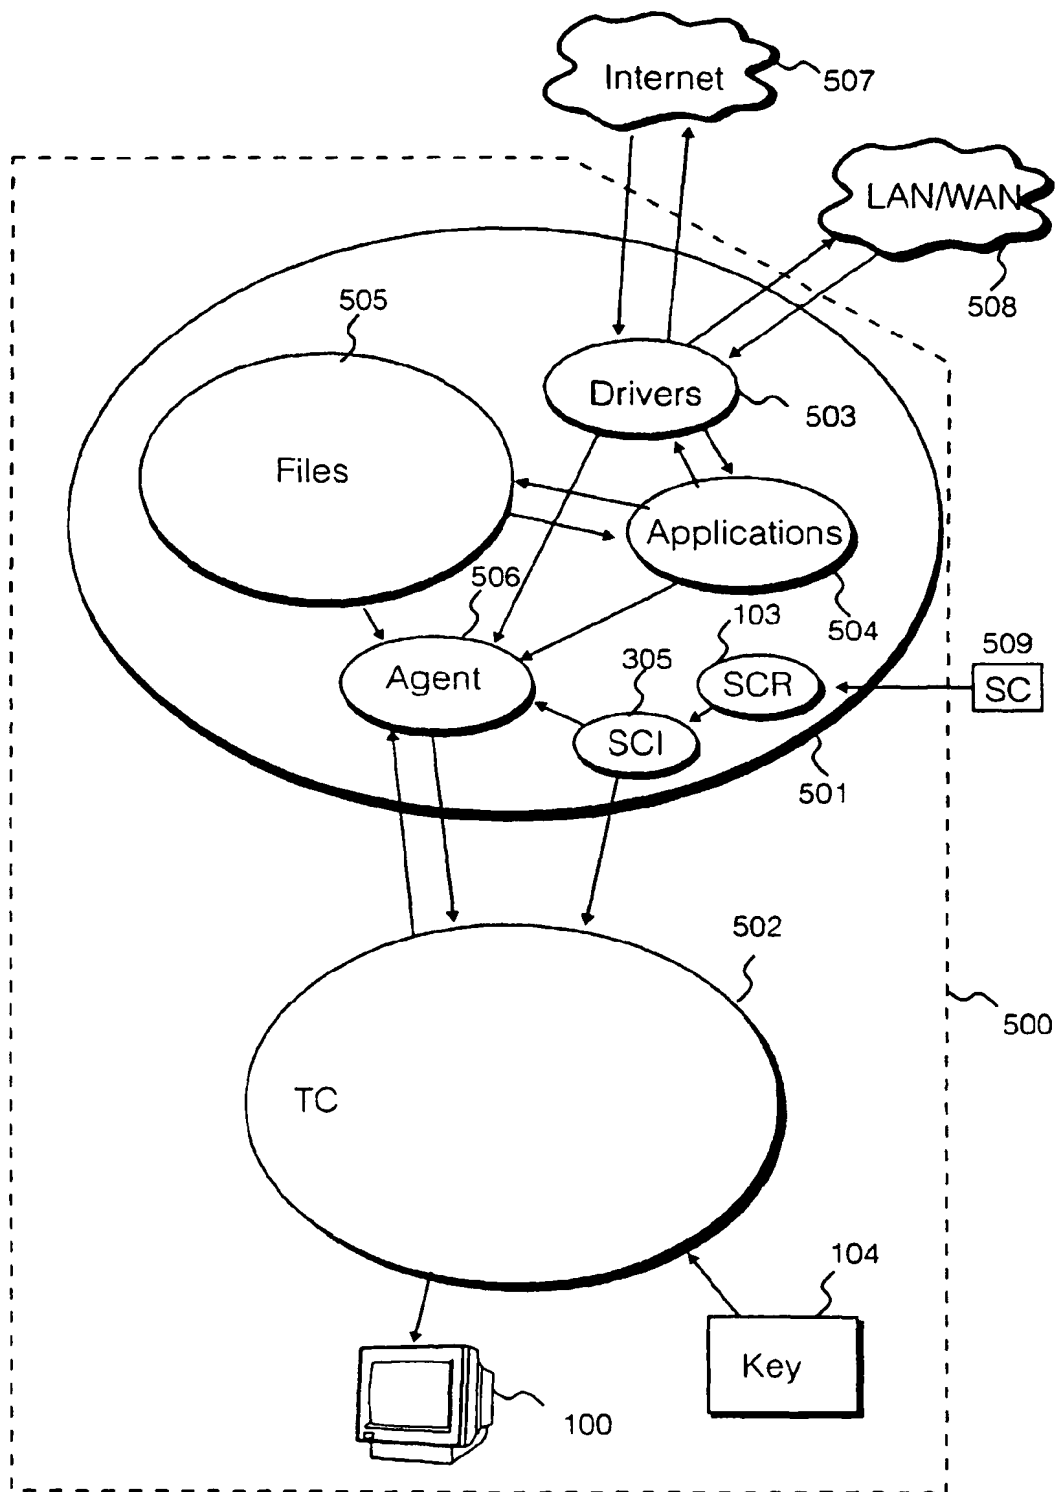 Internet
507
LAN/WAN
508
505
Drivers
503
Files
Applications
506
504
103
305
509
Agent
SCR
SC
SCI
501
502
500
TC
104
Key
100